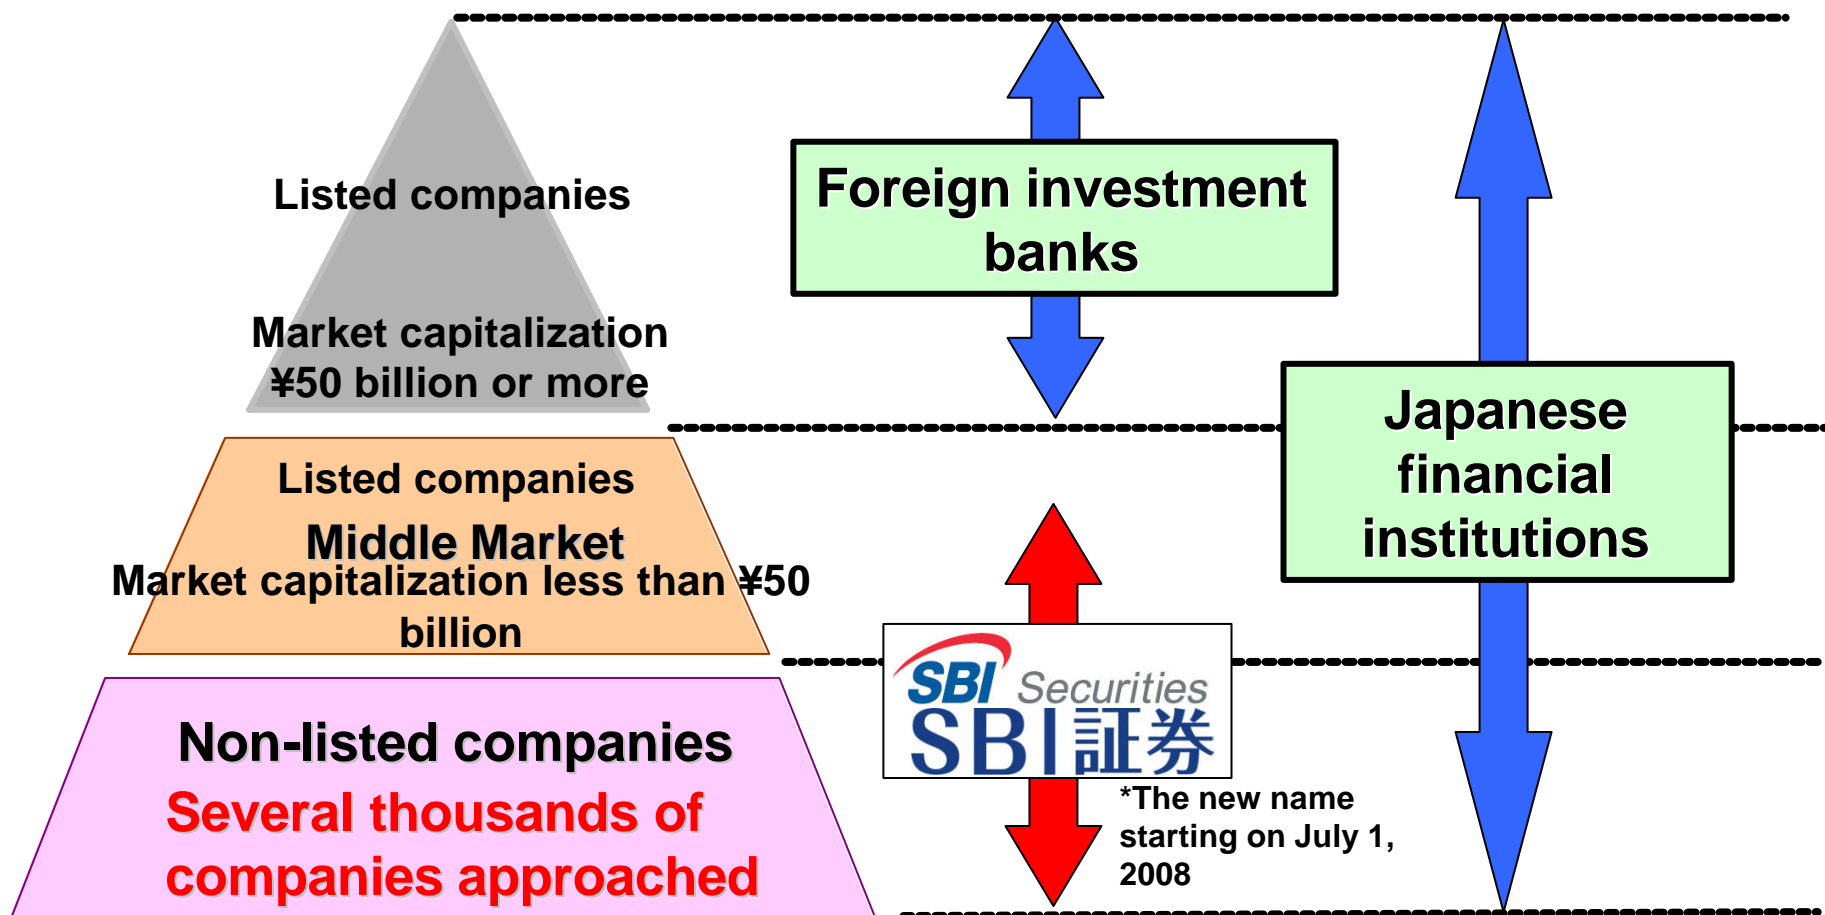 Listed companies
Market capitalization
¥50 billion or more
Listed companies
Middle Market
Market capitalization less than ¥50
billion
Non-listed companies
Several thousands of
companies approached
Foreign investment
banks
SBI Securities
SBI証券
*The new name
starting on July 1,
2008
Japanese
financial
institutions